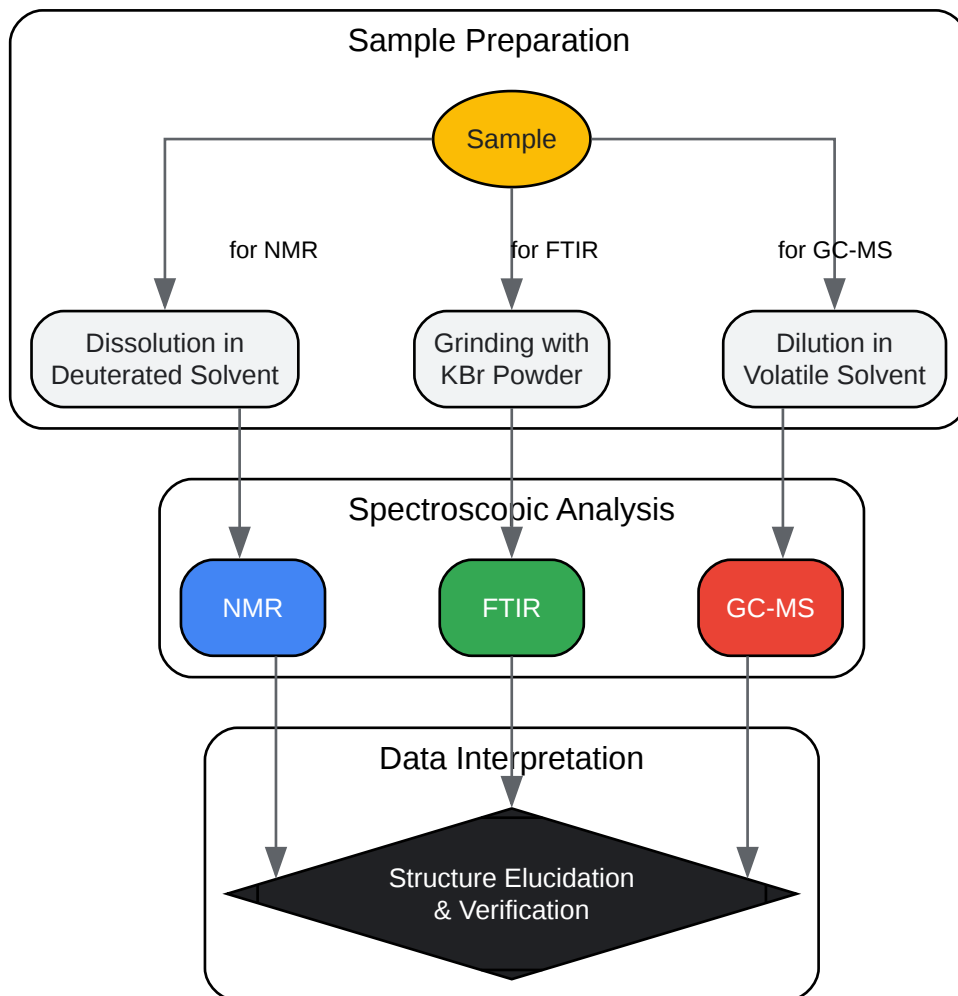 Sample Preparation
Sample
for NMR
for FTIR
for GC-MS
Dissolution in
Deuterated Solvent
Grinding with
KBr Powder
Dilution in
Volatile Solvent
Spectroscopic Analysis
NMR
FTIR
GC-MS
Data Interpretation
Structure Elucidation
& Verification